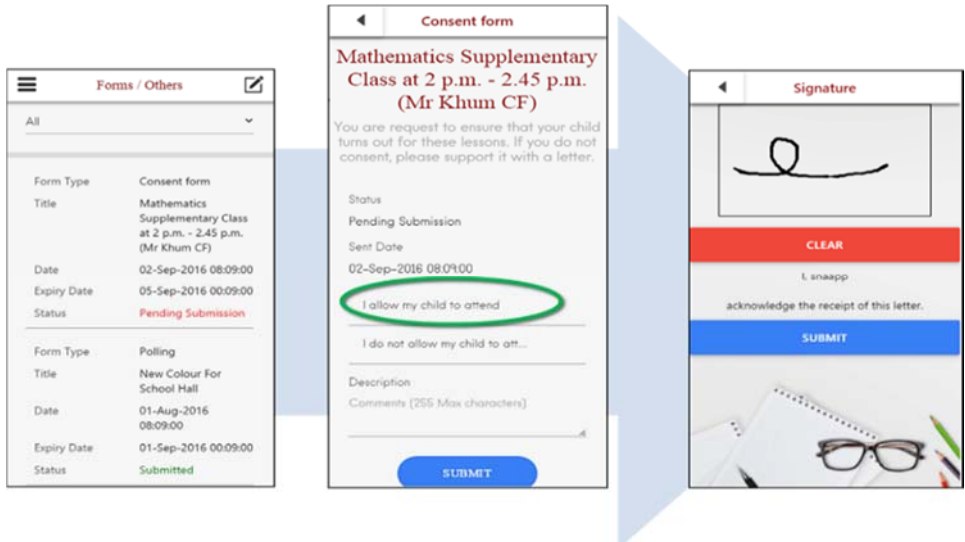 Forms / Others
All
Form Type Consent form
Title Mathematics
Supplementary Class
at 2 p.m. - 2.45 p.m.
(Mr Khum CF)
Date 02-Sep-2016 08:09:00
Expiry Date 05-Sep-2016 00:09:00
Status Pending Submission
Form Type Polling
Title New Colour For
School Hall
Date 01-Aug-2016
08:09:00
Expiry Date 01-Sep-2016 00:09:00
Status Submitted
Consent form
Mathematics Supplementary
Class at 2 p.m. - 2.45 p.m.
(Mr Khum CF)
You are request to ensure that your child
turns out for these lessons. If you do not
consent, please support it with a letter.
Status
Pending Submission
Sent Date
02-Sep-2016 08:09:00
I allow my child to attend
I do not allow my child to att...
Description
Comments (255 Max characters)
SUBMIT
Signature
CLEAR
I, snaapp
acknowledge the receipt of this letter.
SUBMIT